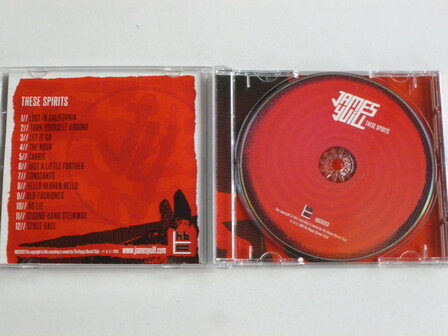 THESE SPIRITS
1// LOST IN CALIFORNIA
2// TURN YOURSELF AROUND
3// LET IT GO
4// THE RUSH
5// CARRIE
6// JUST A LITTLE FURTHER
7// CONSTANTS
8// HELLO HEAVEN HELLO
9// OLD-FASHIONED
10// NO LIE
11// SECOND-HAND STEINWAY
12// SPACE RACE
www.jamesyuill.com
JAMES
YUILL
THESE SPIRITS